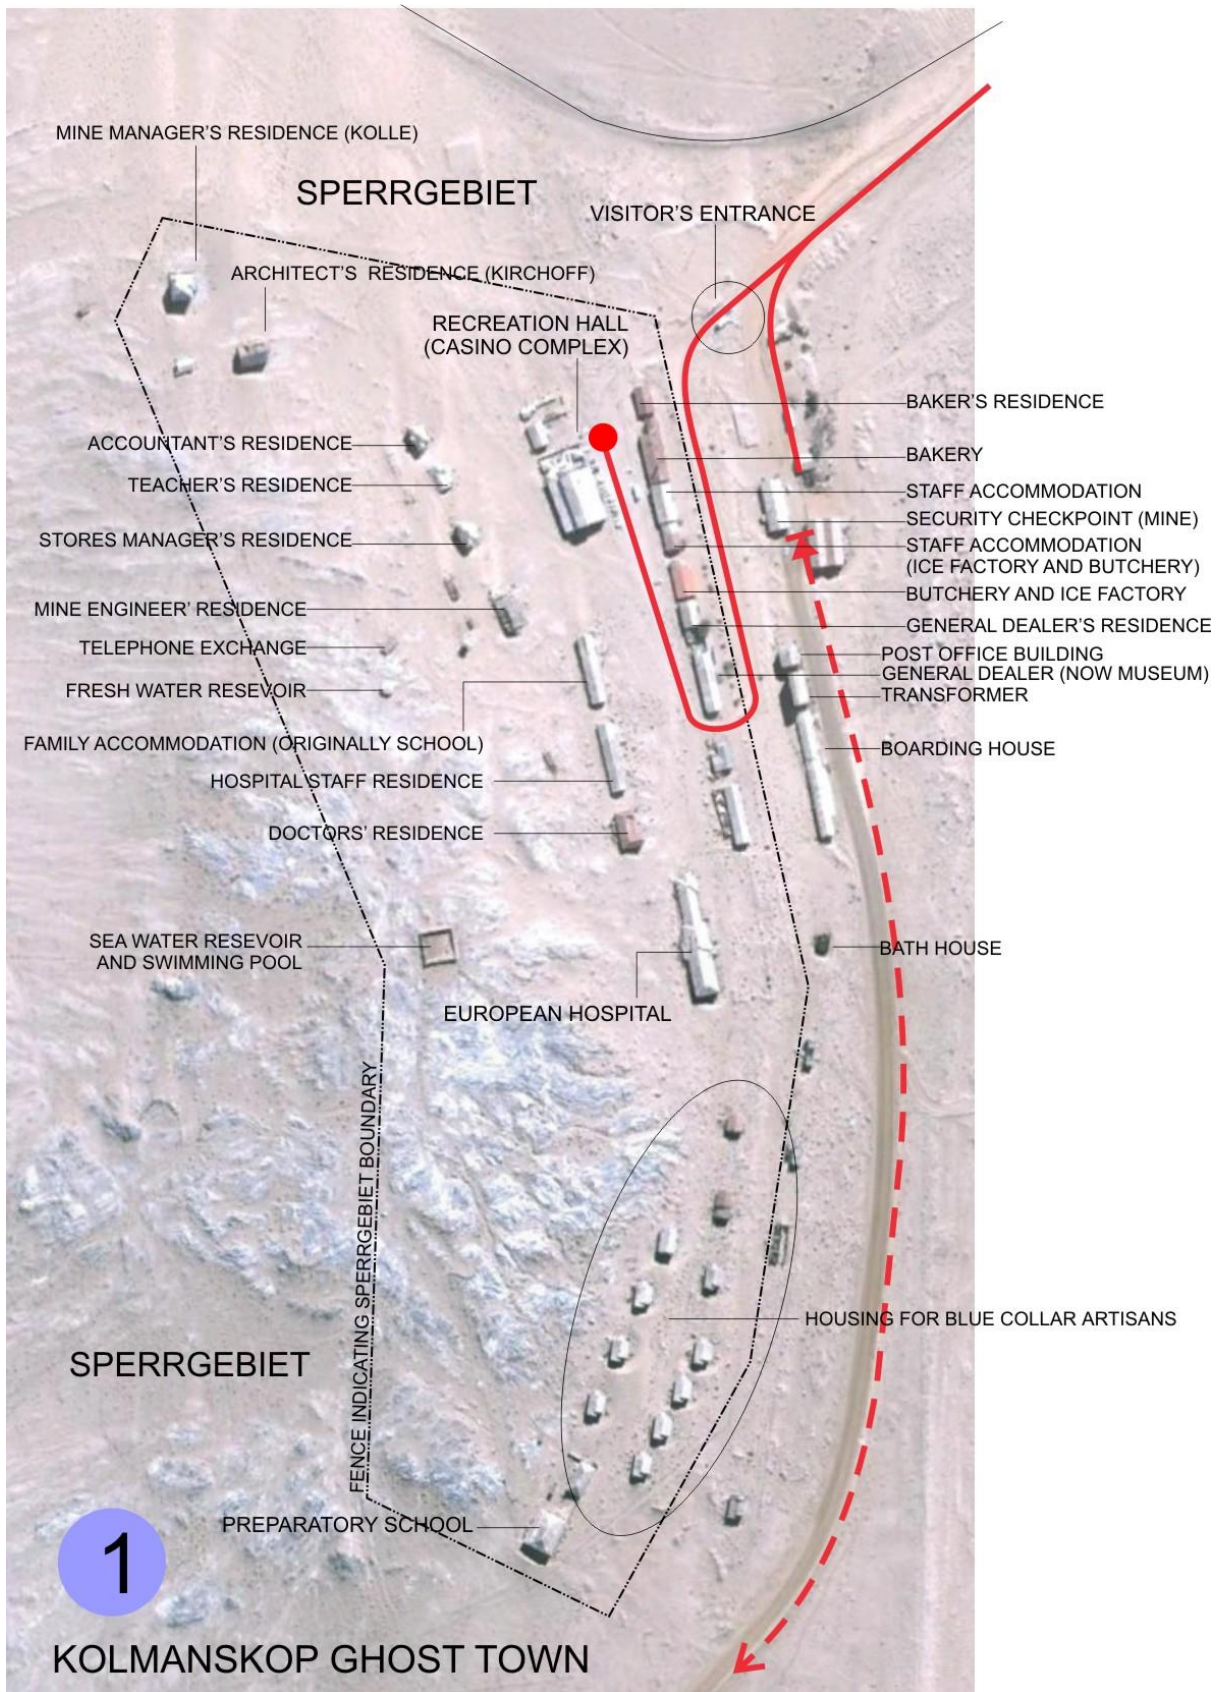 MINE MANAGER'S RESIDENCE (KOLLE)
SPERRGEBIET
VISITOR'S ENTRANCE
ARCHITECT'S RESIDENCE (KIRCHOFF)
RECREATION HALL
(CASINO COMPLEX)
BAKER'S RESIDENCE
ACCOUNTANT'S RESIDENCE
BAKERY
TEACHER'S RESIDENCE
STAFF ACCOMMODATION
SECURITY CHECKPOINT (MINE)
STORES MANAGER'S RESIDENCE
STAFF ACCOMMODATION
(ICE FACTORY AND BUTCHERY)
BUTCHERY AND ICE FACTORY
MINE ENGINEER' RESIDENCE
GENERAL DEALER'S RESIDENCE
TELEPHONE EXCHANGE
POST OFFICE BUILDING
GENERAL DEALER (NOW MUSEUM)
FRESH WATER RESEVOIR
TRANSFORMER
FAMILY ACCOMMODATION (ORIGINALLY SCHOOL)
BOARDING HOUSE
HOSPITAL STAFF RESIDENCE
DOCTORS' RESIDENCE
SEA WATER RESEVOIR
AND SWIMMING POOL
BATH HOUSE
EUROPEAN HOSPITAL
FENCE INDICATING SPERRGEBIET BOUNDARY
HOUSING FOR BLUE COLLAR ARTISANS
SPERRGEBIET
PREPARATORY SCHOOL
1
KOLMANSKOP GHOST TOWN